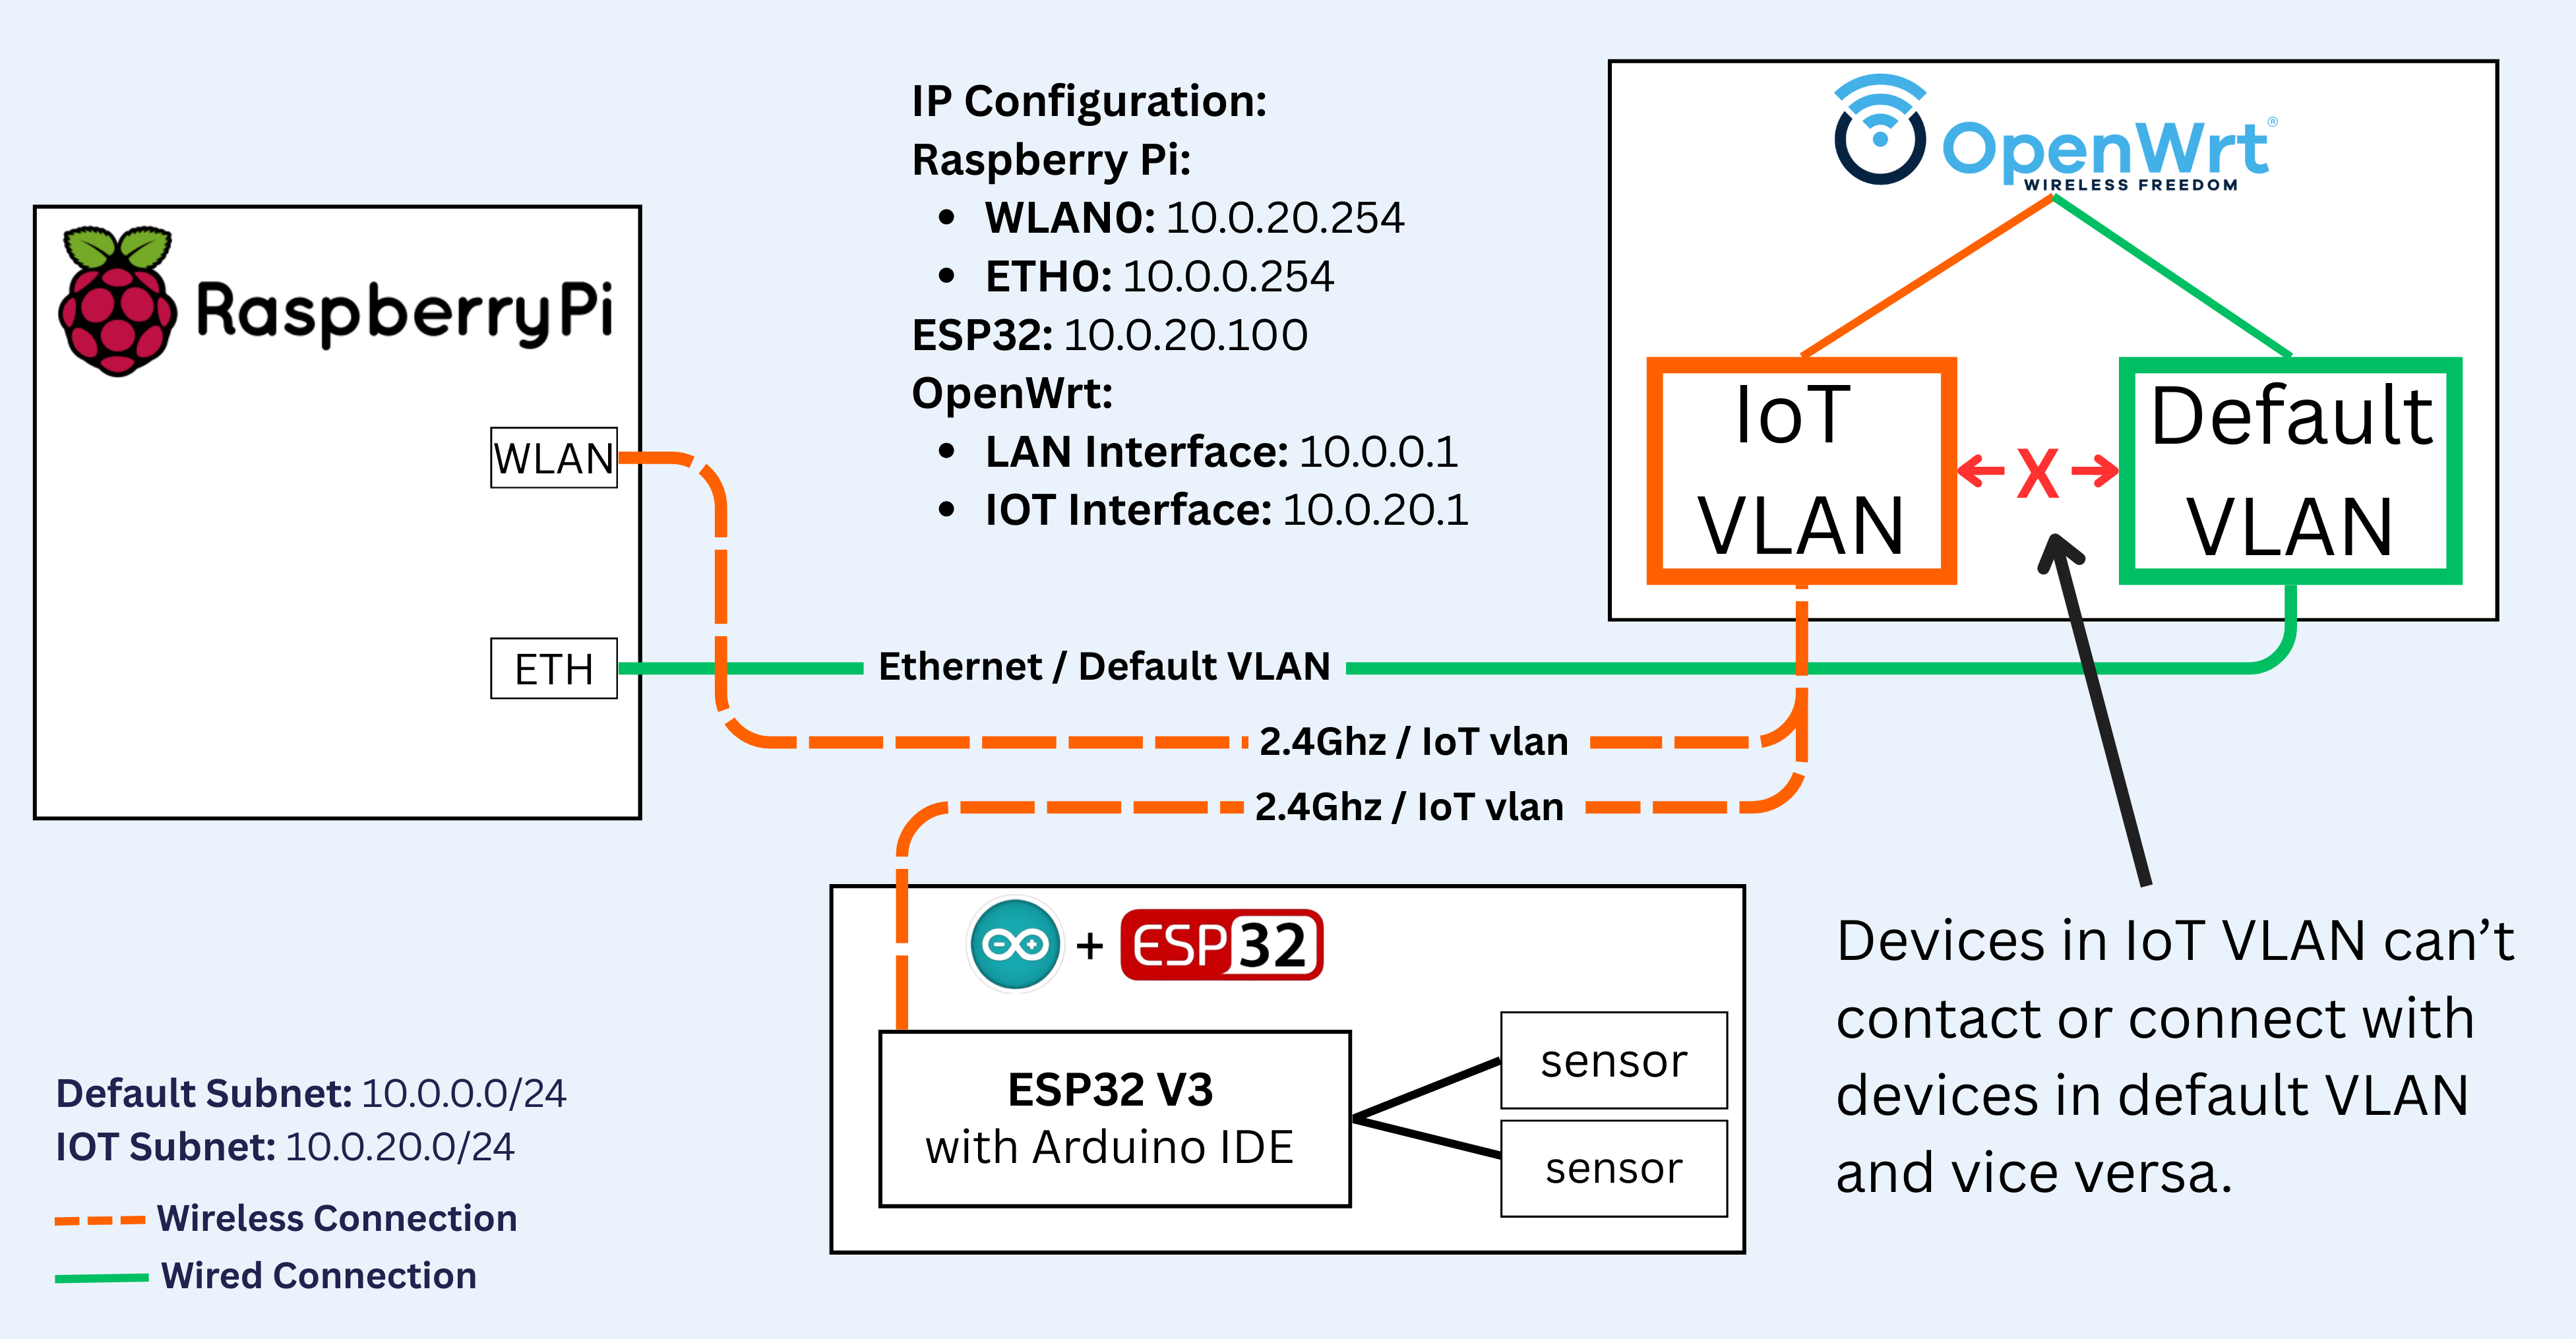 IP Configuration:
Raspberry Pi:
• WLAN0: 10.0.20.254
• ETH0: 10.0.0.254
ESP32: 10.0.20.100
OpenWrt:
• LAN Interface: 10.0.0.1
• IOT Interface: 10.0.20.1
RaspberryPi
WLAN
ETH
OpenWrt®
WIRELESS FREEDOM
IoT
VLAN
X
Default
VLAN
Ethernet / Default VLAN
2.4Ghz / IoT vlan
2.4Ghz / IoT vlan
+ ESP32
ESP32 V3
with Arduino IDE
sensor
sensor
Devices in IoT VLAN can’t
contact or connect with
devices in default VLAN
and vice versa.
Default Subnet: 10.0.0.0/24
IOT Subnet: 10.0.20.0/24
Wireless Connection
Wired Connection